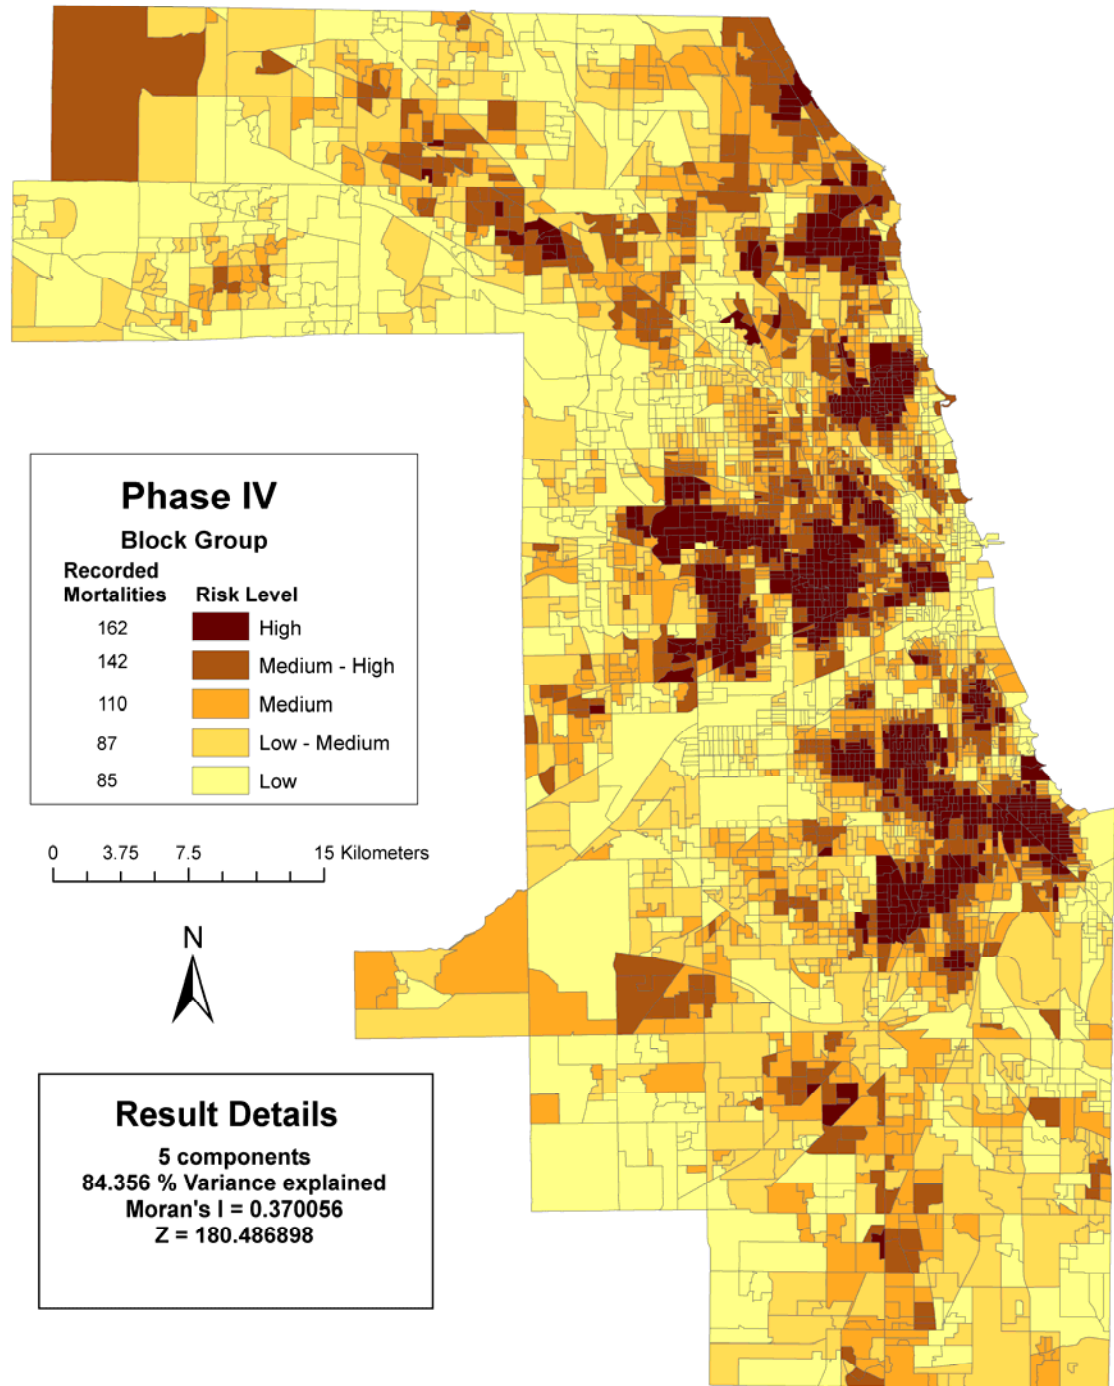 Phase IV
Block Group
Recorded
Mortalities Risk Level
162 High
142 Medium - High
110 Medium
87 Low - Medium
85 Low
0 3.75 7.5 15 Kilometers
N
Result Details
5 components
84.356 % Variance explained
Moran's I = 0.370056
Z = 180.486898